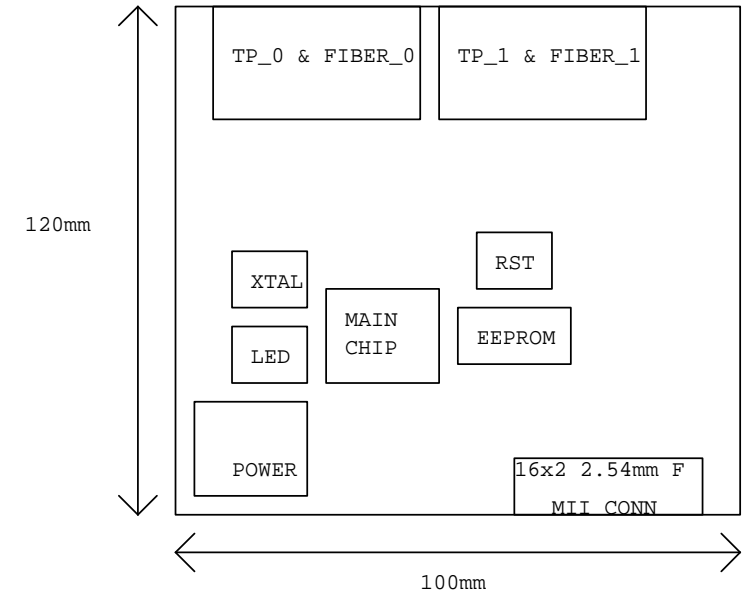 TP_0 & FIBER_0
TP_1 & FIBER_1
120mm
RST
XTAL
MAIN
CHIP
EEPROM
LED
POWER
16x2 2.54mm F
MII CONN
100mm